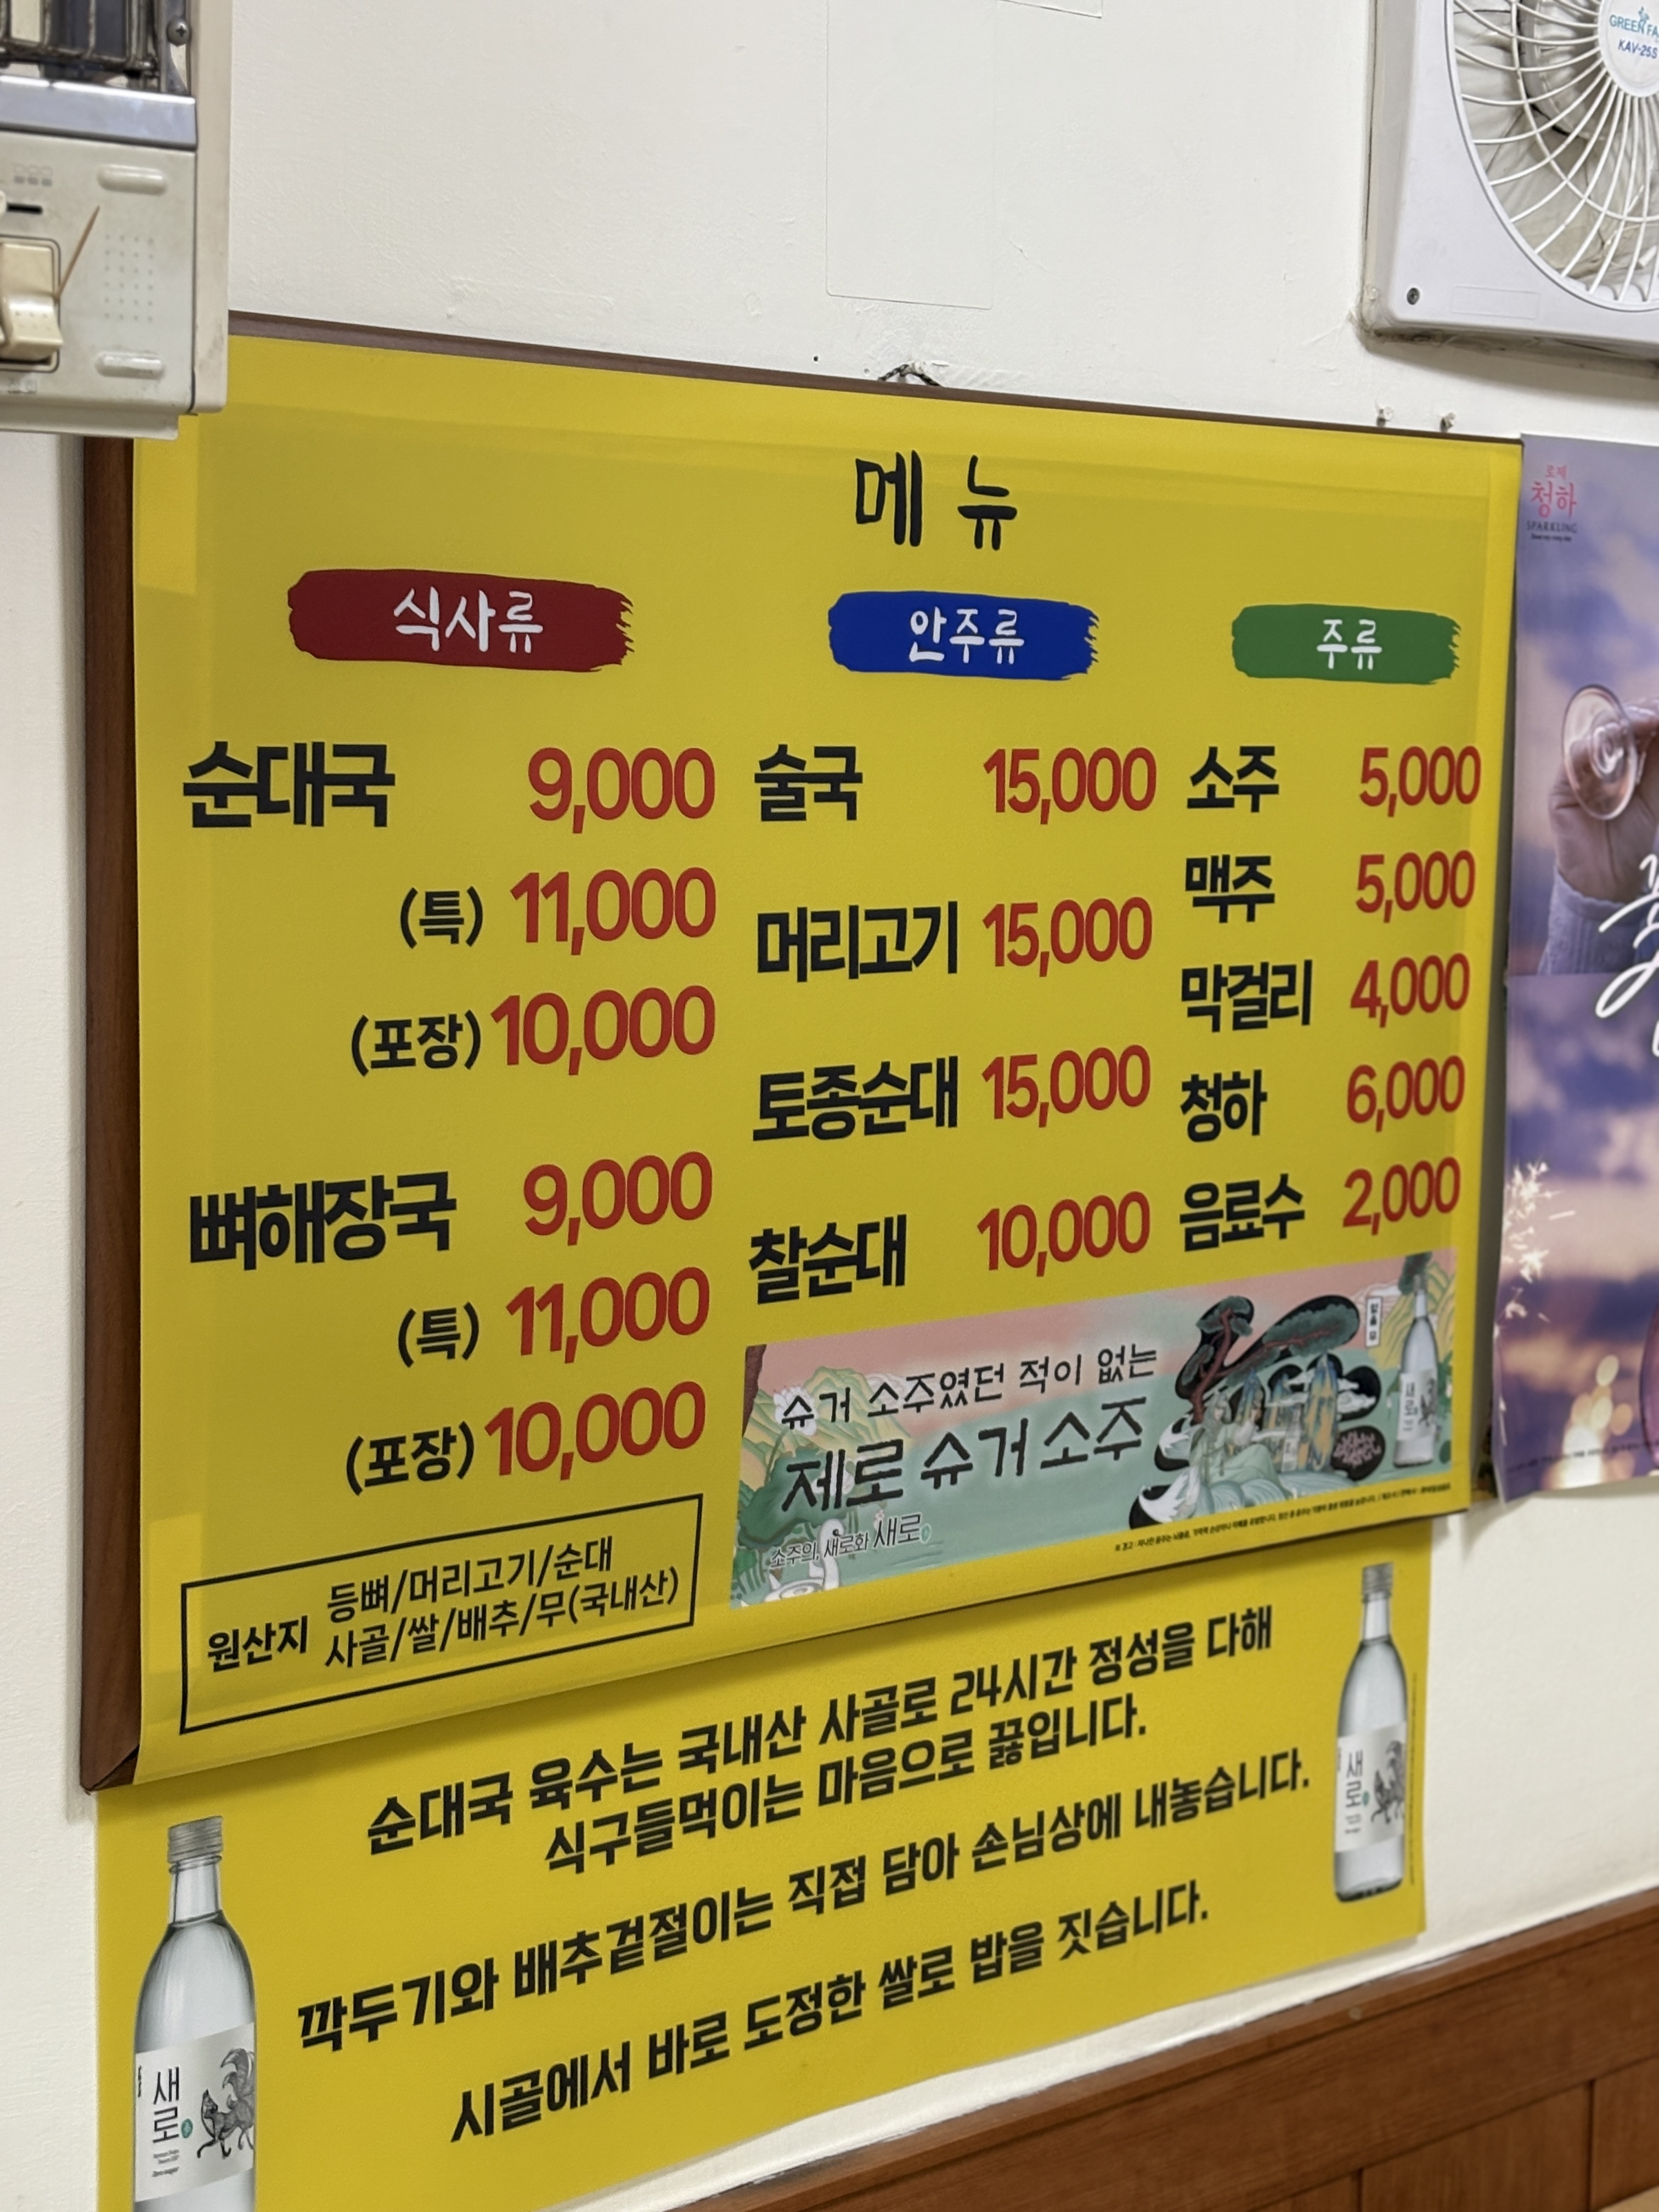 GREEN FA
KAV-25S
메뉴
식사류
순대국 9,000
(특) 11,000
(포장) 10,000
뼈해장국 9,000
(특) 11,000
(포장) 10,000
원산지 등뼈/머리고기/순대
사골/쌀/배추/무(국내산)
안주류
술국 15,000
머리고기 15,000
토종순대 15,000
찰순대 10,000
주류
소주 5,000
맥주 5,000
막걸리 4,000
청하 6,000
음료수 2,000
슈거 소주였던 적이 없는
제로 슈거 소주
소주의, 새로화 새로
새로
순대국 육수는 국내산 사골로 24시간 정성을 다해
식구들먹이는 마음으로 끓입니다.
깍두기와 배추겉절이는 직접 담아 손님상에 내놓습니다.
시골에서 바로 도정한 쌀로 밥을 짓습니다.
새로
새로
로제
청하
SPARKLING